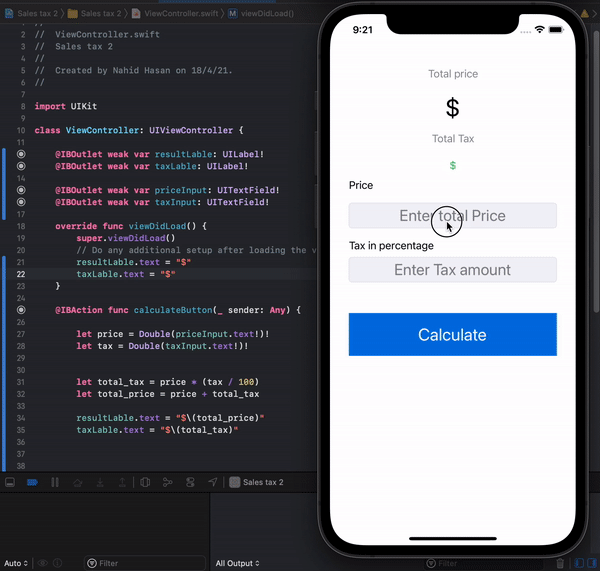 Sales tax 2 > Sales tax 2 > ViewController.swift > M viewDidLoad()
//
2 // ViewController.swift
3 // Sales tax 2
4 //
5 // Created by Nahid Hasan on 18/4/21.
6 //
7
8 import UIKit
9
10 class ViewController: UIViewController {
11
@IBOutlet weak var resultLable: UILabel!
@IBOutlet weak var taxLable: UILabel!
14
@IBOutlet weak var priceInput: UITextField!
@IBOutlet weak var taxInput: UITextField!
17
18 override func viewDidLoad() {
19 super.viewDidLoad()
20 // Do any additional setup after loading the v
21 resultLable.text = "$"
22 taxLable.text = "$"
23 }
24
@IBAction func calculateButton(_ sender: Any) {
26
27 let price = Double(priceInput.text!)!
28 let tax = Double(taxInput.text!)!
29
30
31 let total_tax = price * (tax / 100)
32 let total_price = price + total_tax
33
34 resultLable.text = "$\(total_price)"
35 taxLable.text = "$\(total_tax)"
36
37
38
Sales tax 2
Auto
Filter
All Output
Filter
9:21
Total price
$
Total Tax
$
Price
Enter total Price
Tax in percentage
Enter Tax amount
Calculate